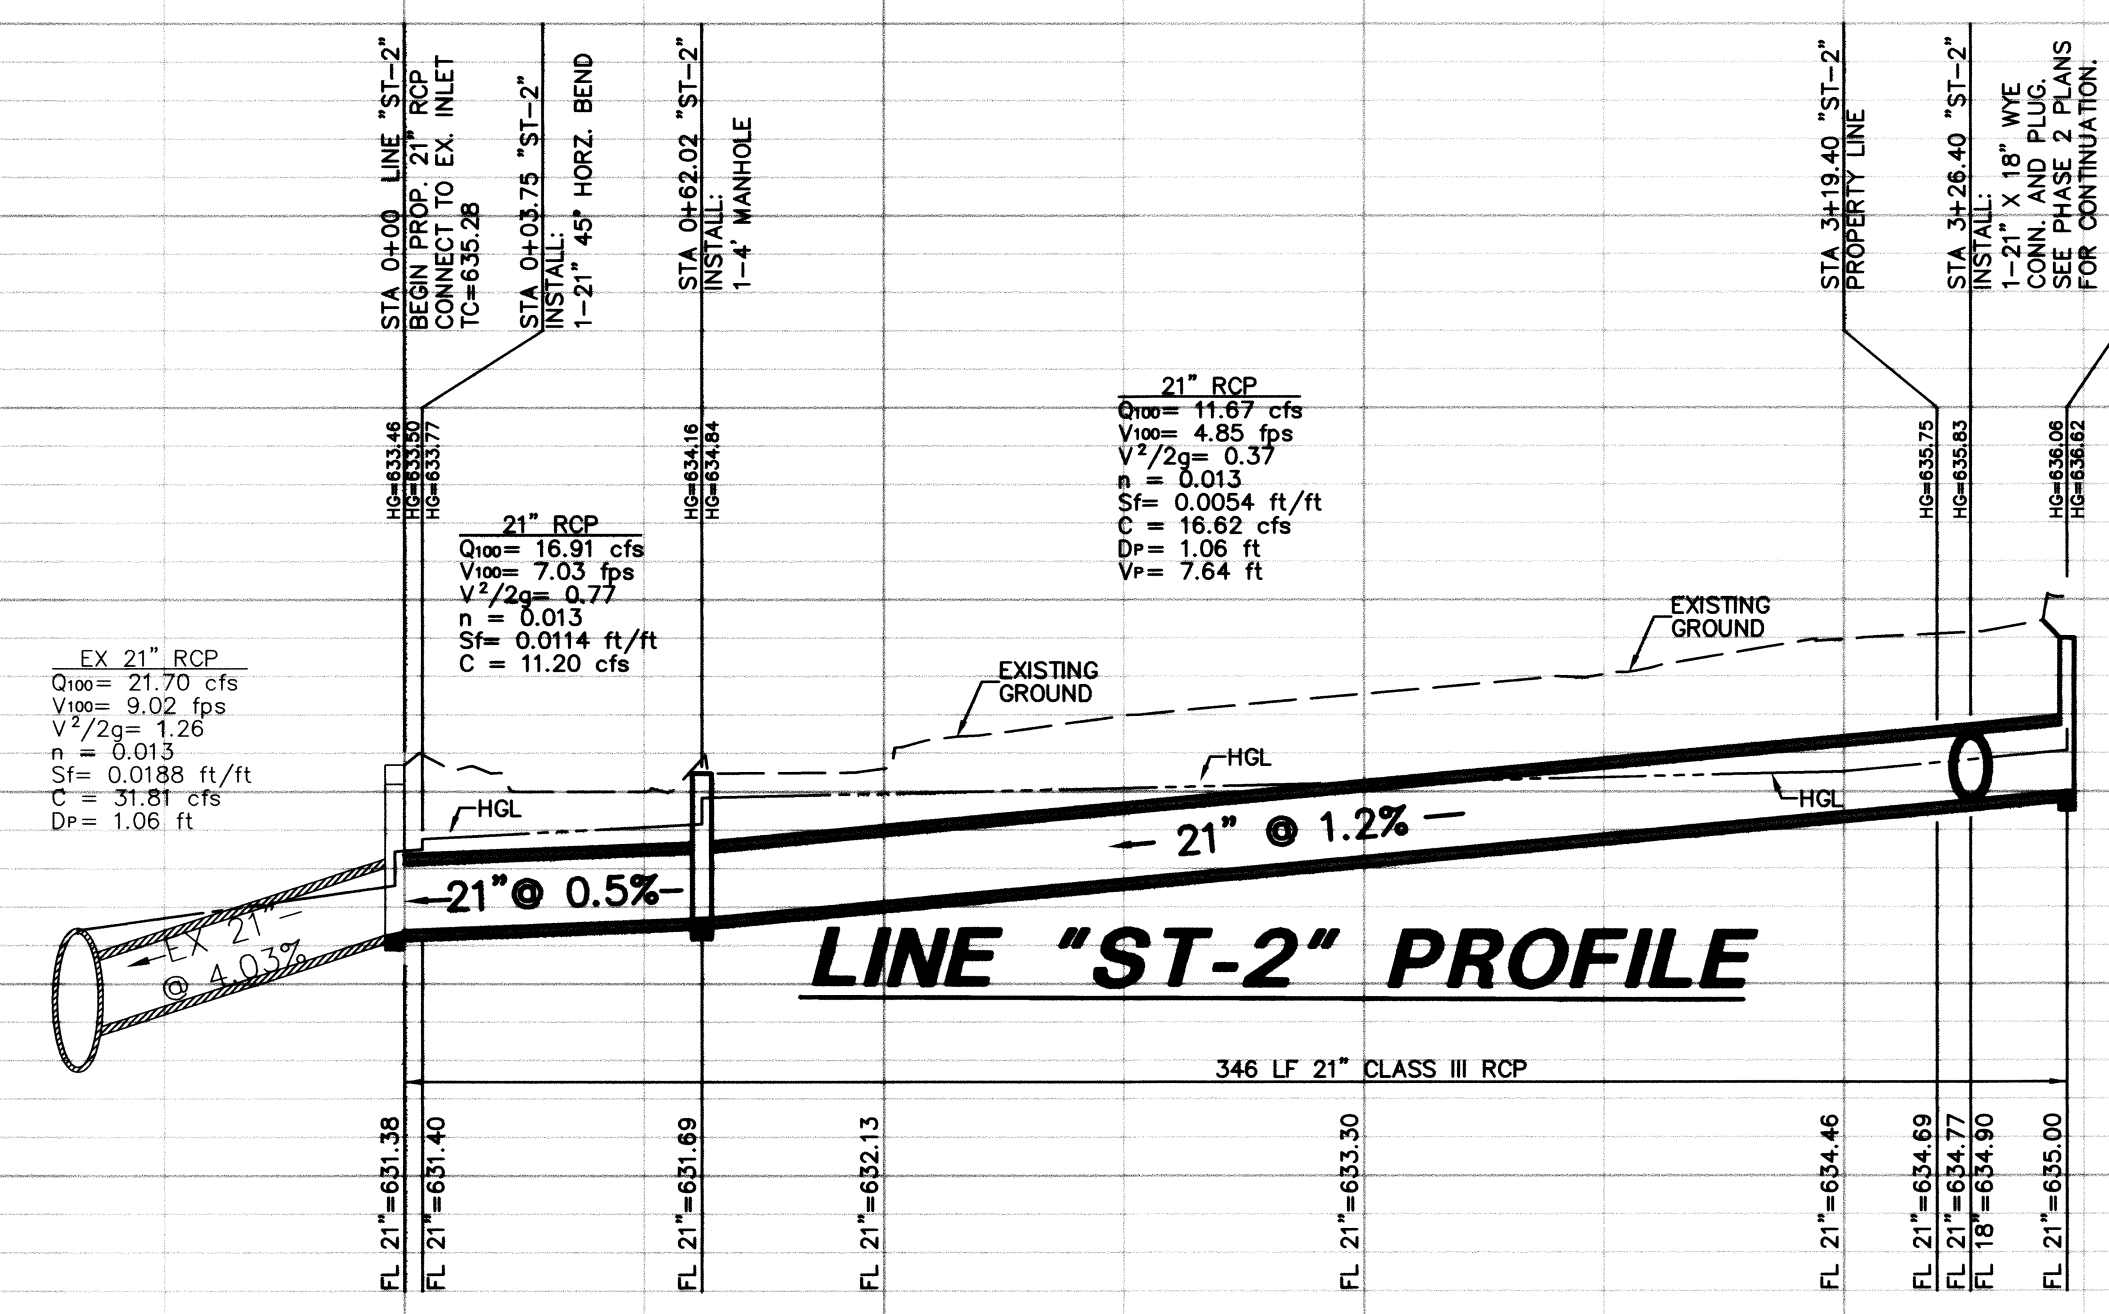 STA 0+00 LINE "ST-2"
BEGIN PROP. 21" RCP
CONNECT TO EX. INLET
TC=635.28
STA 0+03.75 "ST-2"
INSTALL:
1-21" 45° HORZ. BEND
STA 0+62.02 "ST-2"
INSTALL:
1-4' MANHOLE
STA 3+19.40 "ST-2"
PROPERTY LINE
STA 3+26.40 "ST-2"
INSTALL:
1-21" X 18" WYE
CONN. AND PLUG.
SEE PHASE 2 PLANS
FOR CONTINUATION.
HG=633.46
HG=633.50
HG=633.77
HG=634.16
HG=634.84
HG=635.75
HG=635.83
HG=636.06
HG=636.62
21" RCP
Q100= 11.67 cfs
V100= 4.85 fps
V²/2g= 0.37
n = 0.013
Sf= 0.0054 ft/ft
C = 16.62 cfs
DP= 1.06 ft
VP= 7.64 ft
21" RCP
Q100= 16.91 cfs
V100= 7.03 fps
V²/2g= 0.77
n = 0.013
Sf= 0.0114 ft/ft
C = 11.20 cfs
EX 21" RCP
Q100= 21.70 cfs
V100= 9.02 fps
V²/2g= 1.26
n = 0.013
Sf= 0.0188 ft/ft
C = 31.81 cfs
DP= 1.06 ft
EXISTING
GROUND
EXISTING
GROUND
HGL
HGL
HGL
21" @ 1.2%
21" @ 0.5%
EX 21"
@ 4.03%
LINE "ST-2" PROFILE
346 LF 21" CLASS III RCP
FL 21"=631.38
FL 21"=631.40
FL 21"=631.69
FL 21"=632.13
FL 21"=633.30
FL 21"=634.46
FL 21"=634.69
FL 21"=634.77
FL 18"=634.90
FL 21"=635.00